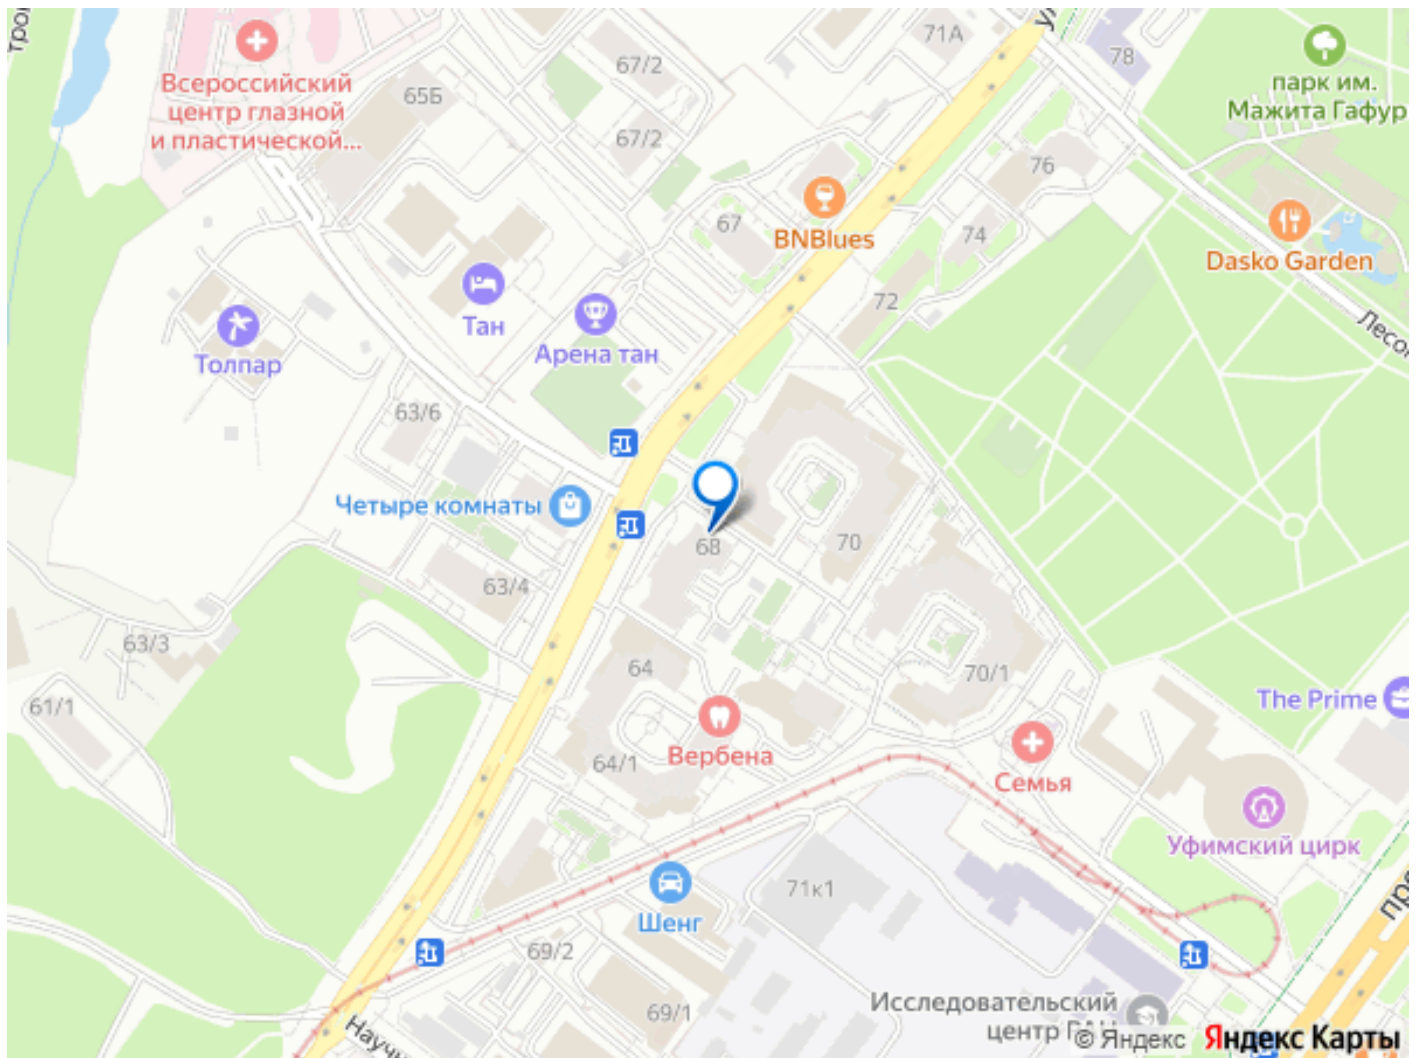 71А
78
67/2
парк им.
Мажита Гафур
Всероссийский
центр глазной
и пластической...
65Б
67/2
76
67
BNBlues
74
Dasko Garden
72
Тан
Арена тан
Толпар
Лесо
63/6
Четыре комнаты
68
70
63/4
63/3
64
70/1
61/1
The Prime
Вербена
64/1
Семья
Уфимский цирк
71к1
Шенг
69/2
Исследовательский
центр РАН
69/1
Научн
© Яндекс Яндекс Карты